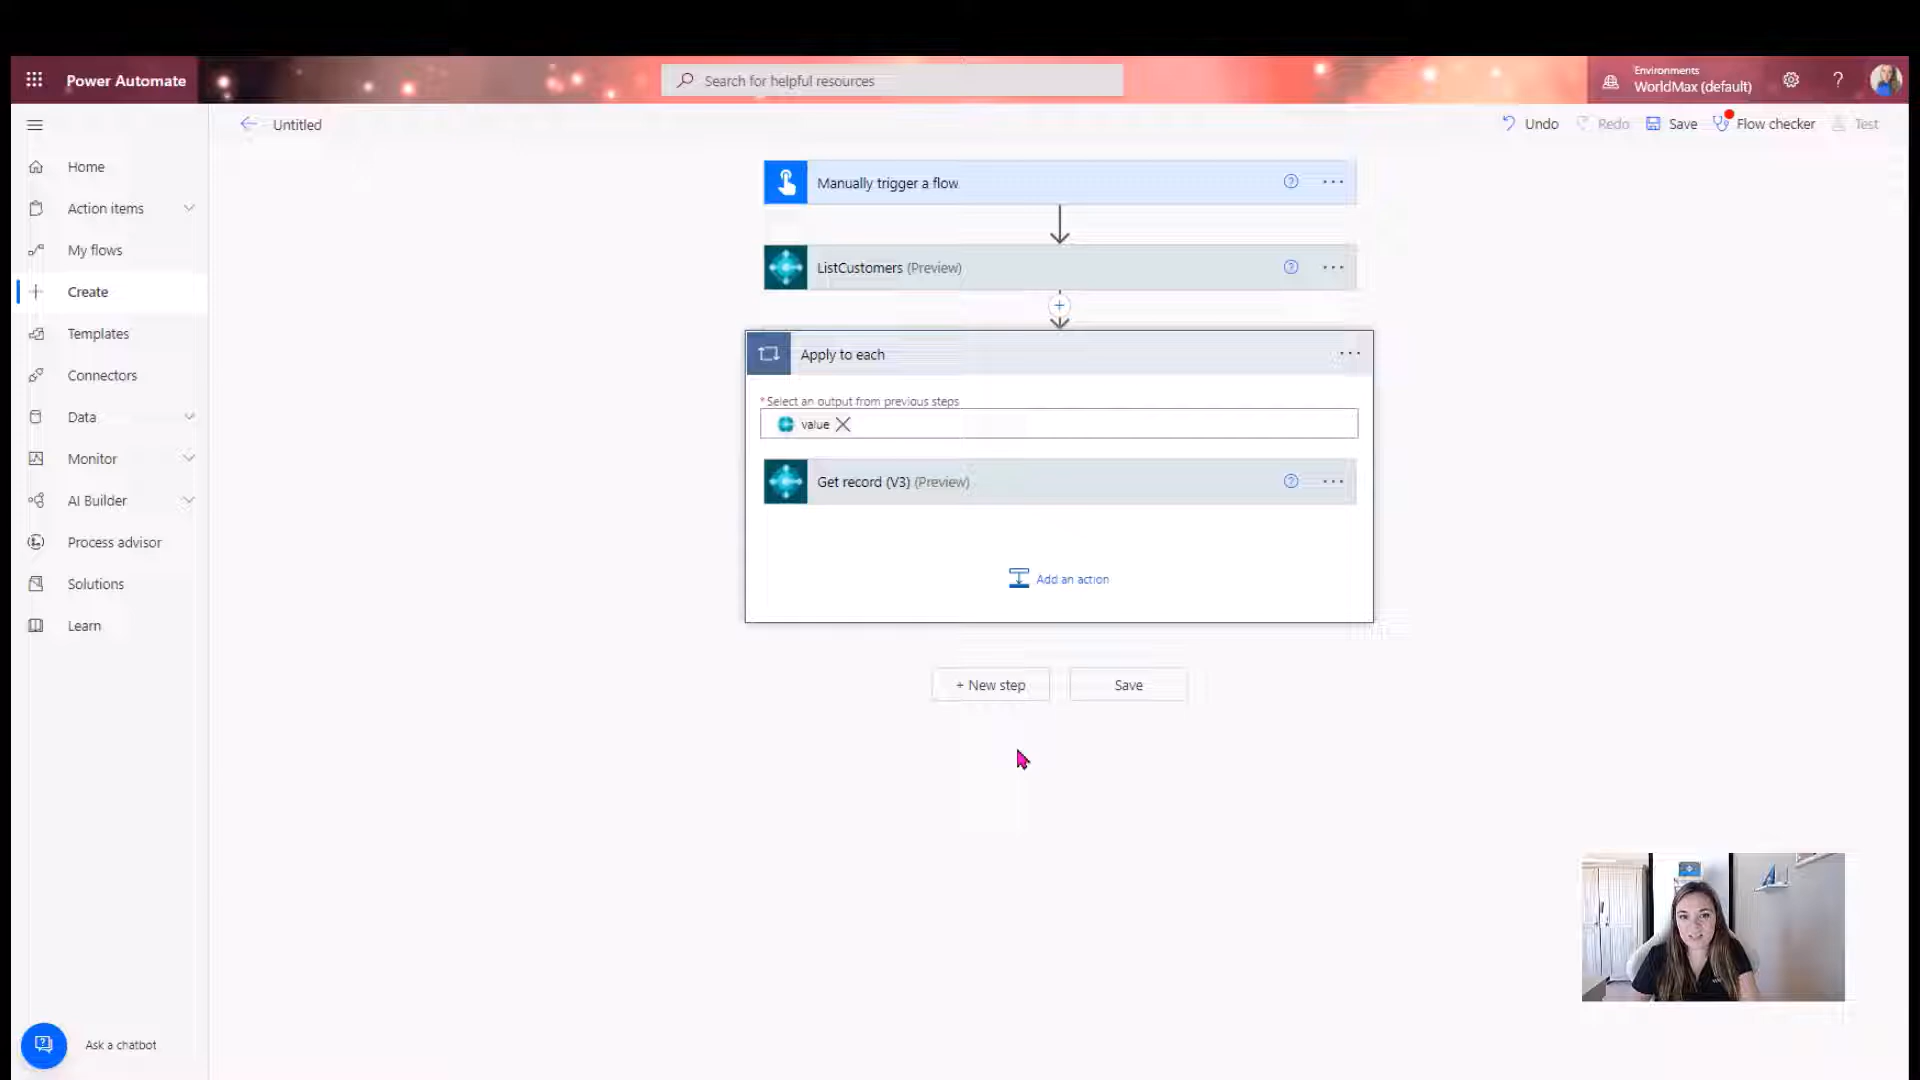 Power Automate
Search for helpful resources
Environments
WorldMax (default)
?
Untitled
Undo
Redo
Save
Flow checker
Test
Home
Action items
My flows
Create
Templates
Connectors
Data
Monitor
AI Builder
Process advisor
Solutions
Learn
Ask a chatbot
Manually trigger a flow
ListCustomers (Preview)
Apply to each
*Select an output from previous steps
value
Get record (V3) (Preview)
Add an action
+ New step
Save